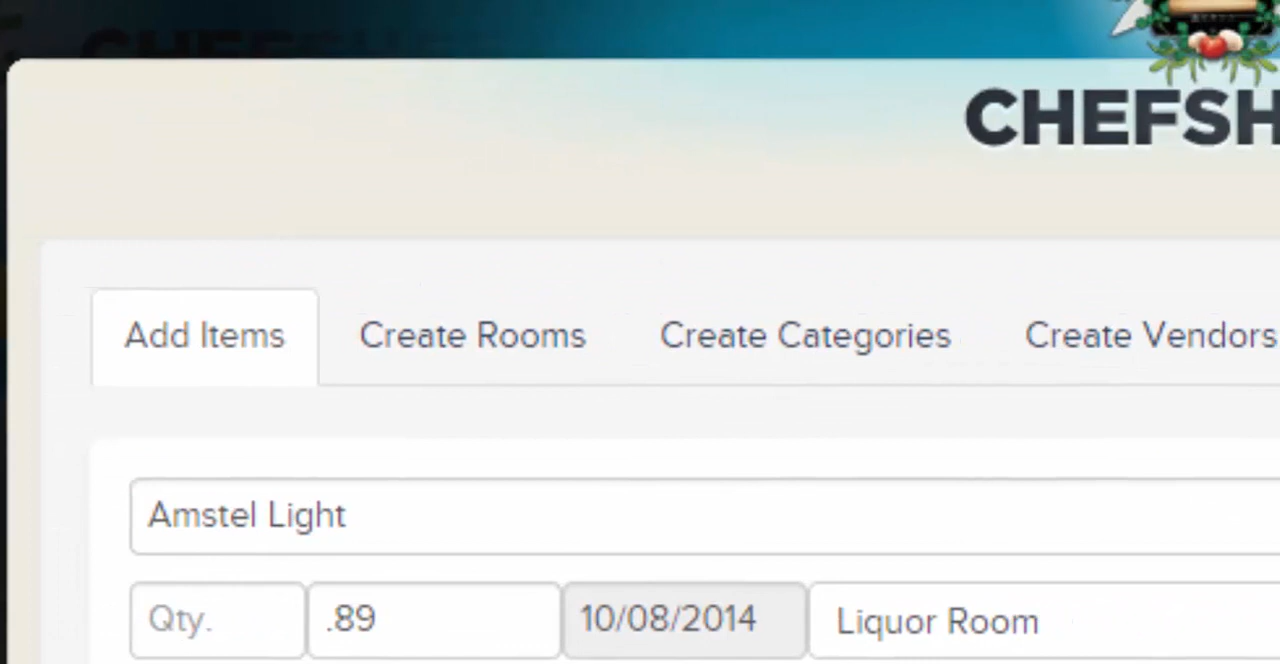 CHEFSH
Add Items Create Rooms Create Categories Create Vendors
Amstel Light
Qty. .89 10/08/2014 Liquor Room